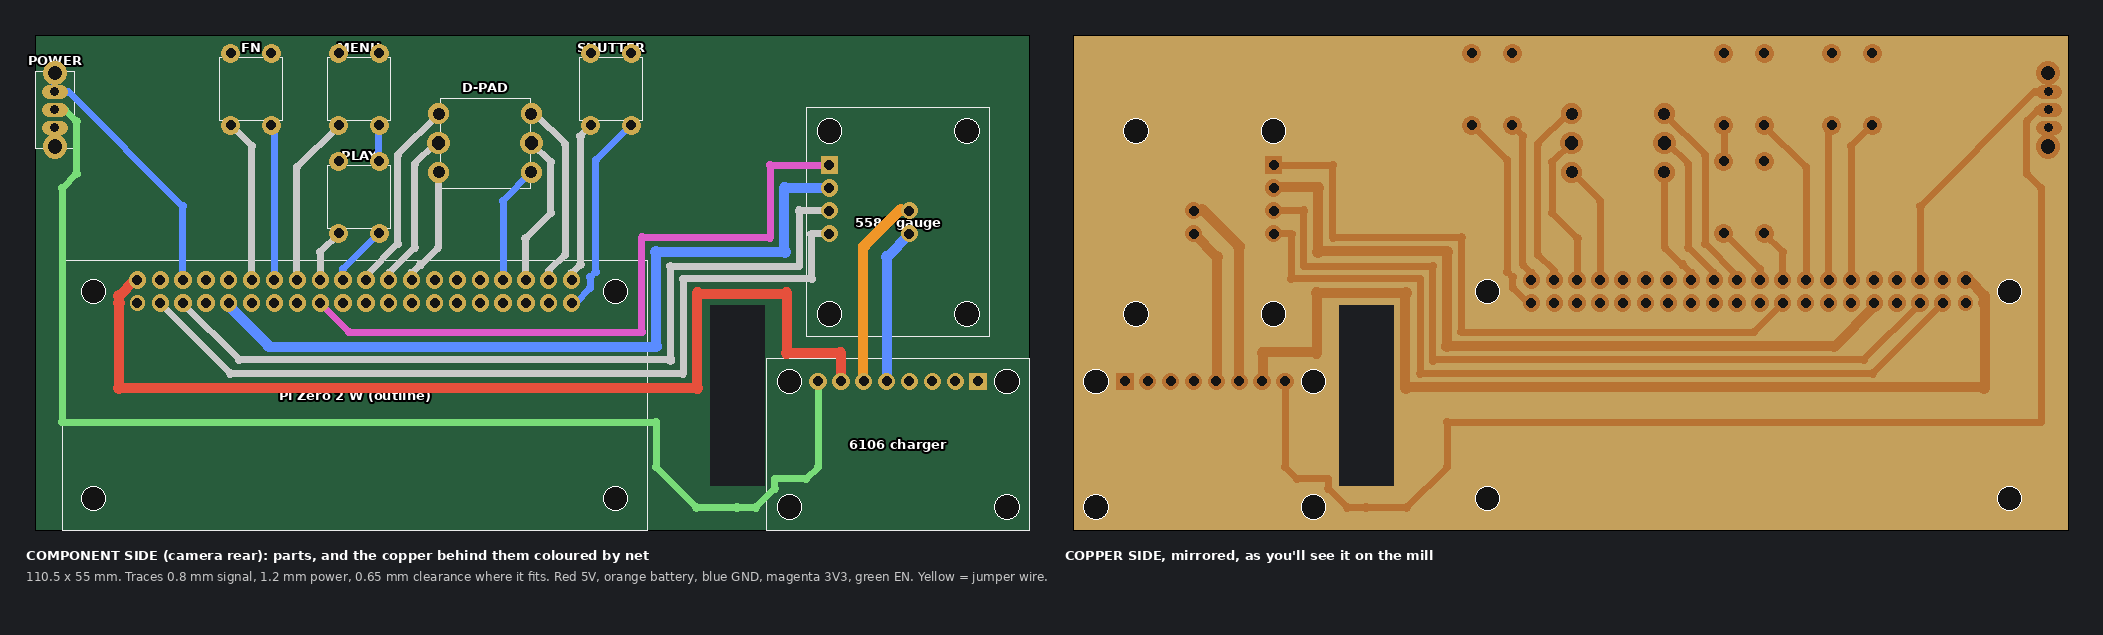 FN
MENU
SHUTTER
POWER
D-PAD
PLAY
gauge
Pi Zero 2 W (outline)
6106 charger
COMPONENT SIDE (camera rear): parts, and the copper behind them coloured by net
COPPER SIDE, mirrored, as you'll see it on the mill
110.5 x 55 mm. Traces 0.8 mm signal, 1.2 mm power, 0.65 mm clearance where it fits. Red 5V, orange battery, blue GND, magenta 3V3, green EN. Yellow = jumper wire.